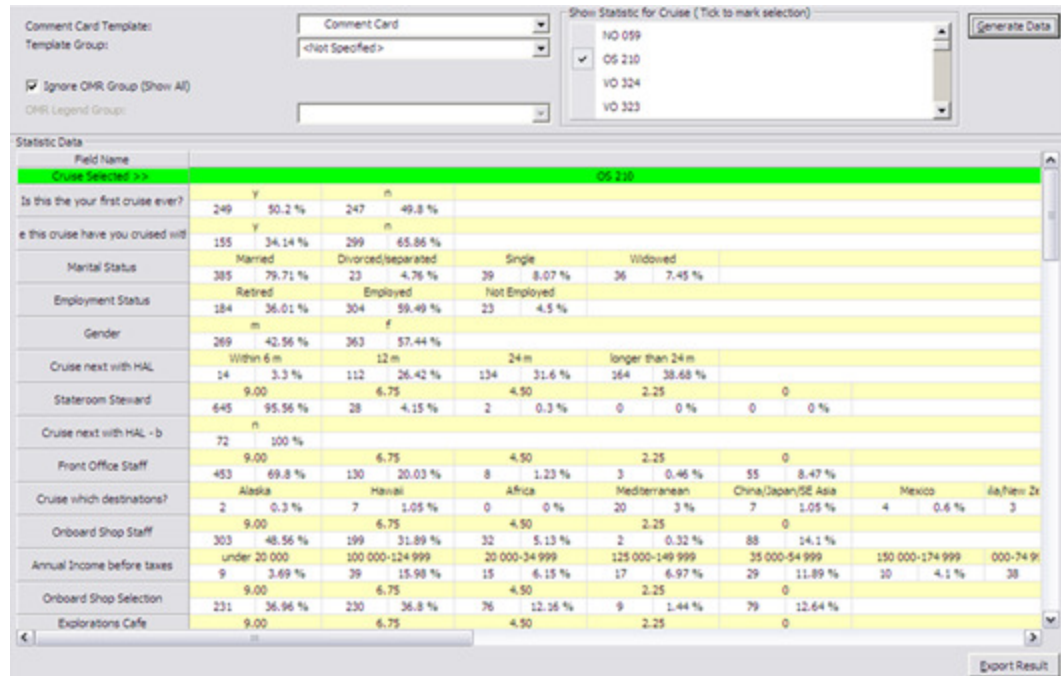 Comment Card Template: Comment Card
Template Group: <Not Specified>
Ignore OMR Group (Show All)
OMR Legend Group:
Show Statistic for Cruise (Tick to mark selection)
NO 059
OS 210
VO 324
VO 323
Generate Data
Statistic Data
Field Name
Cruise Selected >> OS 210
Is this the your first cruise ever? y n
249 50.2 % 247 49.8 %
e this cruise have you cruised witl y n
155 34.14 % 299 65.86 %
Marital Status Married Divorced/separated Single Widowed
385 79.71 % 23 4.76 % 39 8.07 % 36 7.45 %
Employment Status Retired Employed Not Employed
184 36.01 % 304 59.49 % 23 4.5 %
Gender m f
269 42.56 % 363 57.44 %
Cruise next with HAL Within 6 m 12 m 24 m longer than 24 m
14 3.3 % 112 26.42 % 134 31.6 % 164 38.68 %
Stateroom Steward 9.00 6.75 4.50 2.25 0
645 95.56 % 28 4.15 % 2 0.3 % 0 0 % 0 0 %
Cruise next with HAL - b n
72 100 %
Front Office Staff 9.00 6.75 4.50 2.25 0
453 69.8 % 130 20.03 % 8 1.23 % 3 0.46 % 55 8.47 %
Cruise which destinations? Alaska Hawaii Africa Mediterranean China/Japan/SE Asia Mexico ilia/New Ze
2 0.3 % 7 1.05 % 0 0 % 20 3 % 7 1.05 % 4 0.6 % 3
Onboard Shop Staff 9.00 6.75 4.50 2.25 0
303 48.56 % 199 31.89 % 32 5.13 % 2 0.32 % 88 14.1 %
Annual Income before taxes under 20 000 100 000-124 999 20 000-34 999 125 000-149 999 35 000-54 999 150 000-174 999 000-74 9
9 3.69 % 39 15.98 % 15 6.15 % 17 6.97 % 29 11.89 % 10 4.1 % 38
Onboard Shop Selection 9.00 6.75 4.50 2.25 0
231 36.96 % 230 36.8 % 76 12.16 % 9 1.44 % 79 12.64 %
Explorations Cafe 9.00 6.75 4.50 2.25 0
Export Result